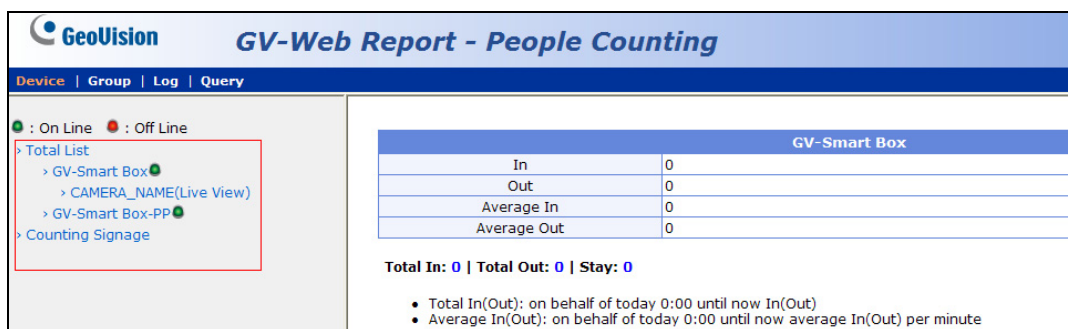 GeoVision
GV-Web Report - People Counting
Device | Group | Log | Query
: On Line : Off Line
› Total List
› GV-Smart Box
› CAMERA_NAME(Live View)
› GV-Smart Box-PP
› Counting Signage
GV-Smart Box
In 0
Out 0
Average In 0
Average Out 0
Total In: 0 | Total Out: 0 | Stay: 0
• Total In(Out): on behalf of today 0:00 until now In(Out)
• Average In(Out): on behalf of today 0:00 until now average In(Out) per minute